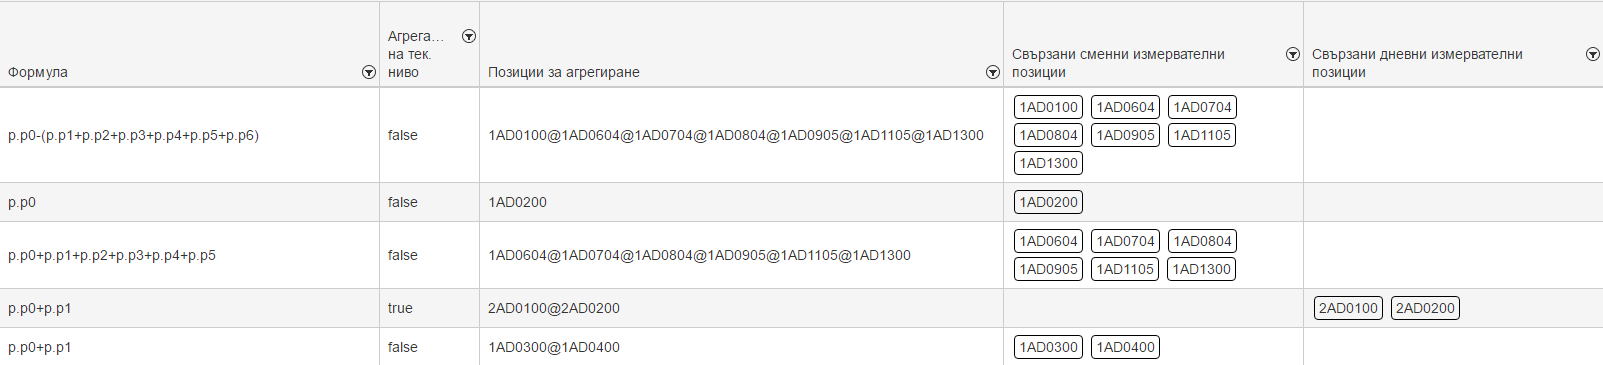 Формула
Агрега...
на тек.
ниво
Позиции за агрегиране
Свързани сменни измервателни
позиции
Свързани дневни измервателни
позиции
p.p0-(p.p1+p.p2+p.p3+p.p4+p.p5+p.p6)
false
1AD0100@1AD0604@1AD0704@1AD0804@1AD0905@1AD1105@1AD1300
1AD0100 1AD0604 1AD0704
1AD0804 1AD0905 1AD1105
1AD1300
p.p0
false
1AD0200
1AD0200
p.p0+p.p1+p.p2+p.p3+p.p4+p.p5
false
1AD0604@1AD0704@1AD0804@1AD0905@1AD1105@1AD1300
1AD0604 1AD0704 1AD0804
1AD0905 1AD1105 1AD1300
p.p0+p.p1
true
2AD0100@2AD0200
2AD0100 2AD0200
p.p0+p.p1
false
1AD0300@1AD0400
1AD0300 1AD0400